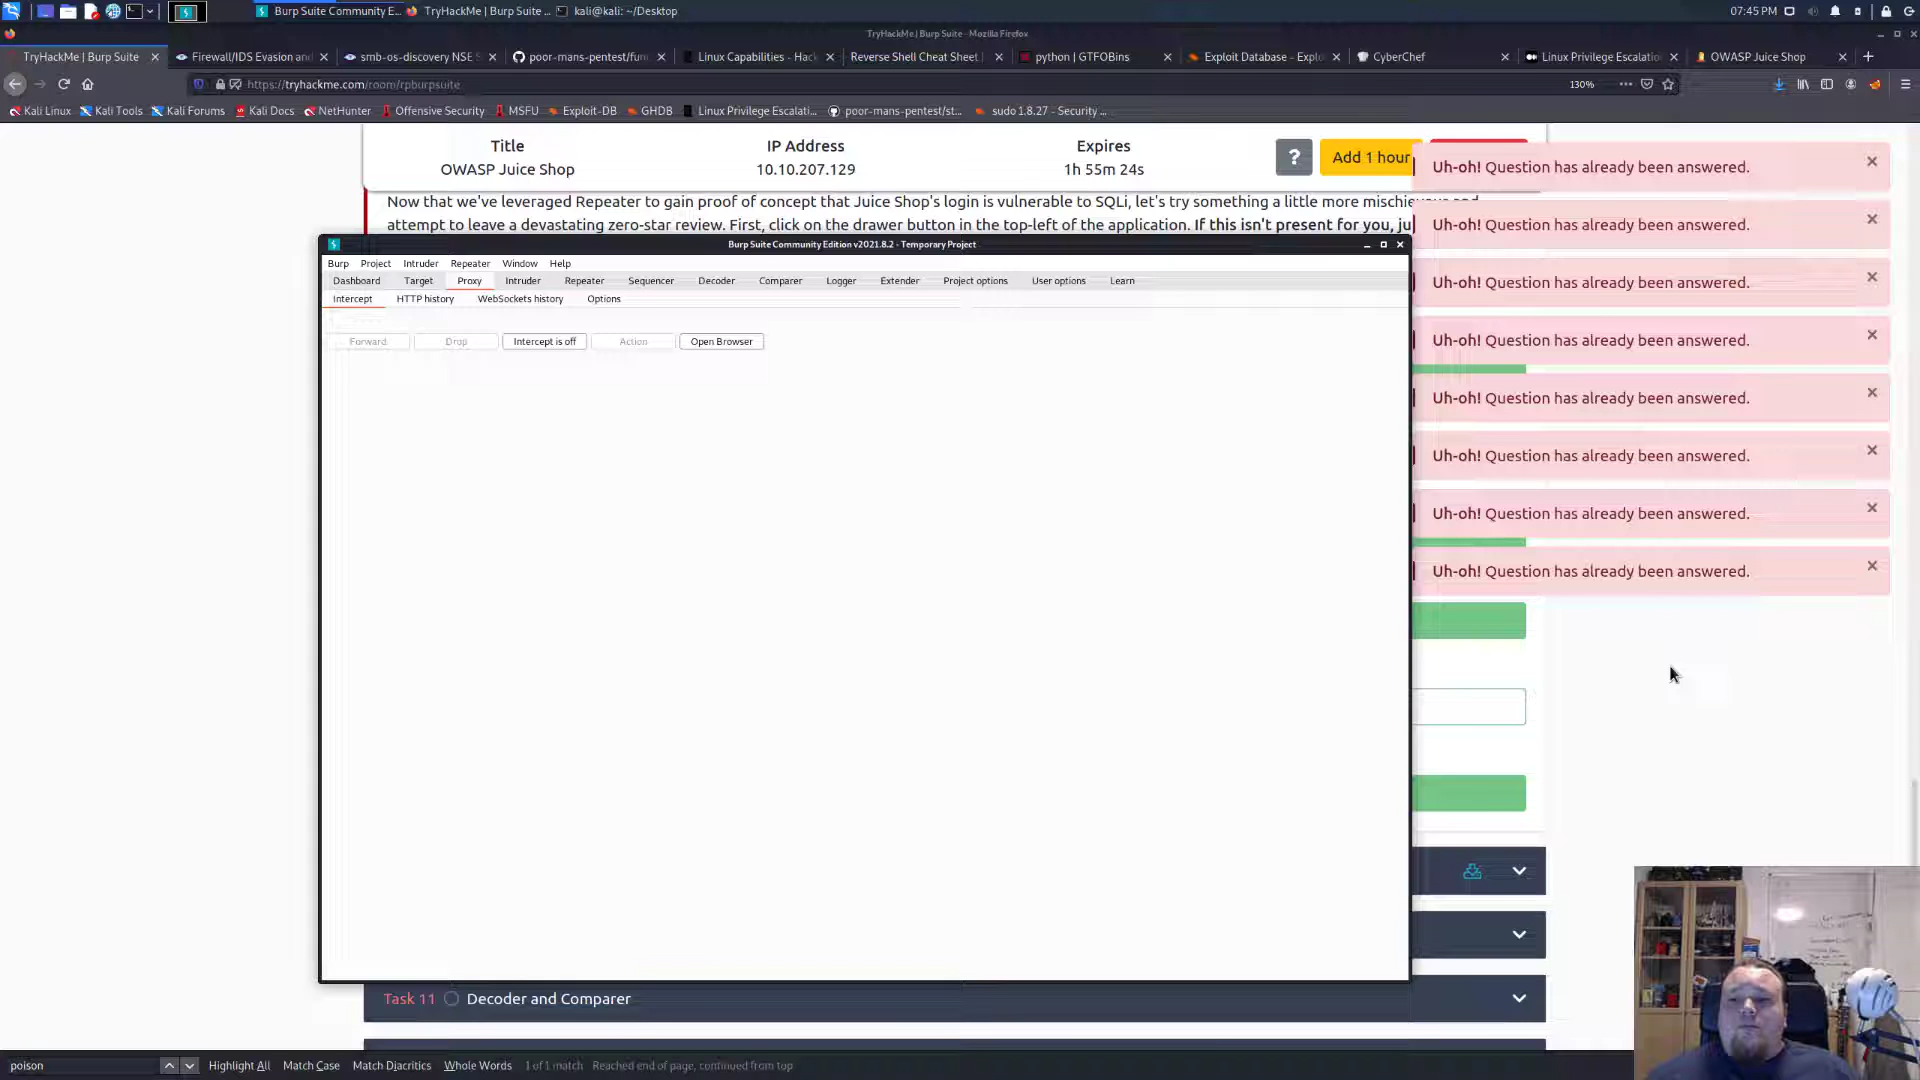 Burp Suite Community E...
TryHackMe | Burp Suite ...
kali@kali: ~/Desktop
07:45 PM
TryHackMe | Burp Suite - Mozilla Firefox
TryHackMe | Burp Suite
Firewall/IDS Evasion and
smb-os-discovery NSE S
poor-mans-pentest/fun
Linux Capabilities - Hac
Reverse Shell Cheat Sheet
python | GTFOBins
Exploit Database - Explo
CyberChef
Linux Privilege Escalatio
OWASP Juice Shop
https://tryhackme.com/room/rpburpsuite
130%
Kali Linux
Kali Tools
Kali Forums
Kali Docs
NetHunter
Offensive Security
MSFU
Exploit-DB
GHDB
Linux Privilege Escalati...
poor-mans-pentest/st...
sudo 1.8.27 - Security ...
Title
IP Address
Expires
OWASP Juice Shop
10.10.207.129
1h 55m 24s
?
Add 1 hour
Now that we've leveraged Repeater to gain proof of concept that Juice Shop's login is vulnerable to SQLi, let's try something a little more mischievous and
attempt to leave a devastating zero-star review. First, click on the drawer button in the top-left of the application. If this isn't present for you, ju
Uh-oh! Question has already been answered.
Uh-oh! Question has already been answered.
Uh-oh! Question has already been answered.
Uh-oh! Question has already been answered.
Uh-oh! Question has already been answered.
Uh-oh! Question has already been answered.
Uh-oh! Question has already been answered.
Uh-oh! Question has already been answered.
Burp Suite Community Edition v2021.8.2 - Temporary Project
Burp Project Intruder Repeater Window Help
Dashboard Target Proxy Intruder Repeater Sequencer Decoder Comparer Logger Extender Project options User options Learn
Intercept HTTP history WebSockets history Options
Forward Drop Intercept is off Action Open Browser
Task 11 Decoder and Comparer
poison
Highlight All Match Case Match Diacritics Whole Words 1 of 1 match Reached end of page, continued from top